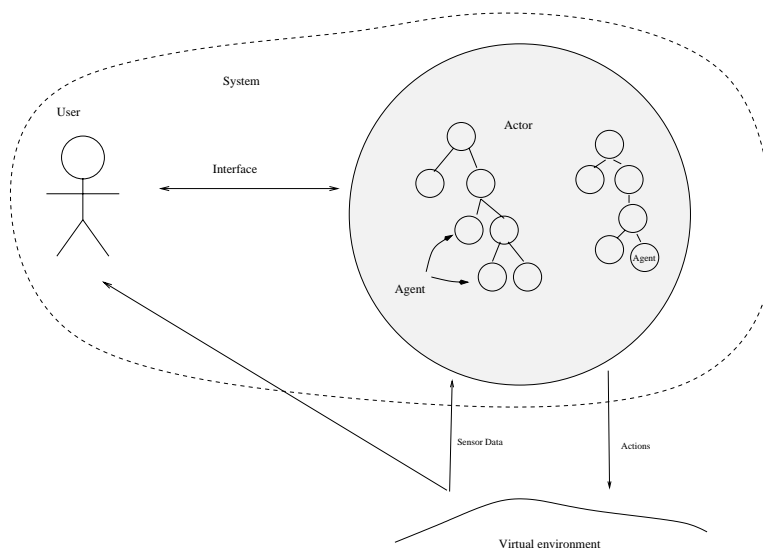 System
User
Actor
Interface
Agent
Agent
Sensor Data
Actions
Virtual environment